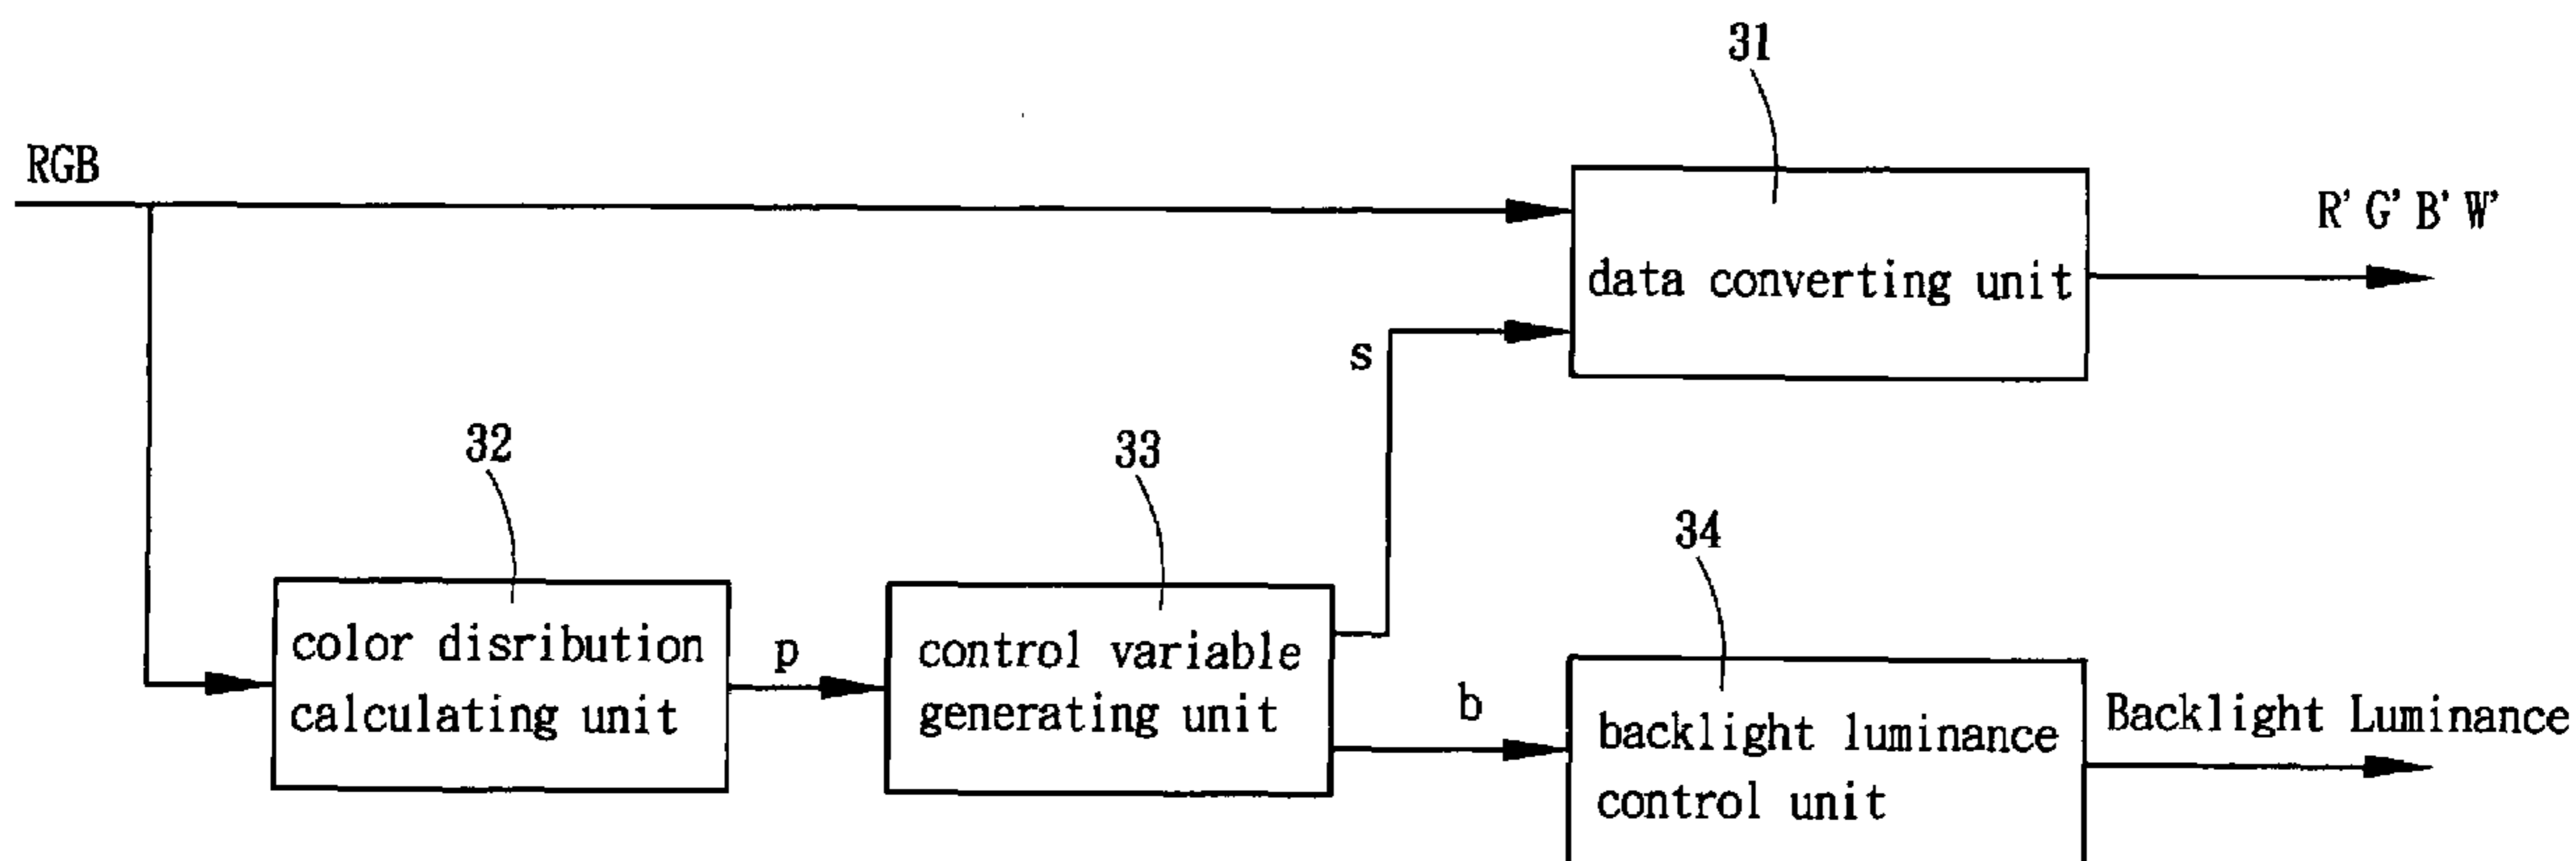 31
RGB
R' G' B' W'
data converting unit
s
32
33
34
color disribution
calculating unit
p
control variable
generating unit
b
backlight luminance
control unit
Backlight Luminance